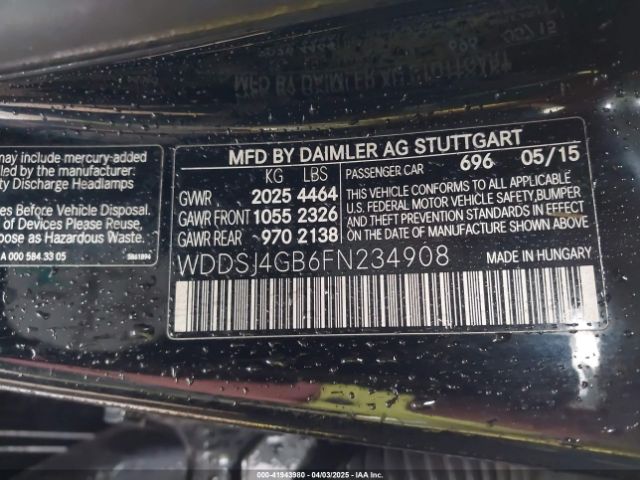 MFD BY DAIMLER AG STUTTGART
KG LBS
GVWR 2025 4464
GAWR FRONT 1055 2326
GAWR REAR 970 2138
PASSENGER CAR 696 05/15
THIS VEHICLE CONFORMS TO ALL APPLICABLE
U.S. FEDERAL MOTOR VEHICLE SAFETY, BUMPER
AND THEFT PREVENTION STANDARDS IN EFFECT
ON THE DATE OF MANUFACTURE SHOWN ABOVE
WDDSJ4GB6FN234908
MADE IN HUNGARY
may include mercury-added
by the manufacturer:
ty Discharge Headlamps
es Before Vehicle Disposal.
of Devices Please Reuse,
ispose as Hazardous Waste.
A 000 584 33 05
000-41943980 - 04/03/2025 - IAA Inc.